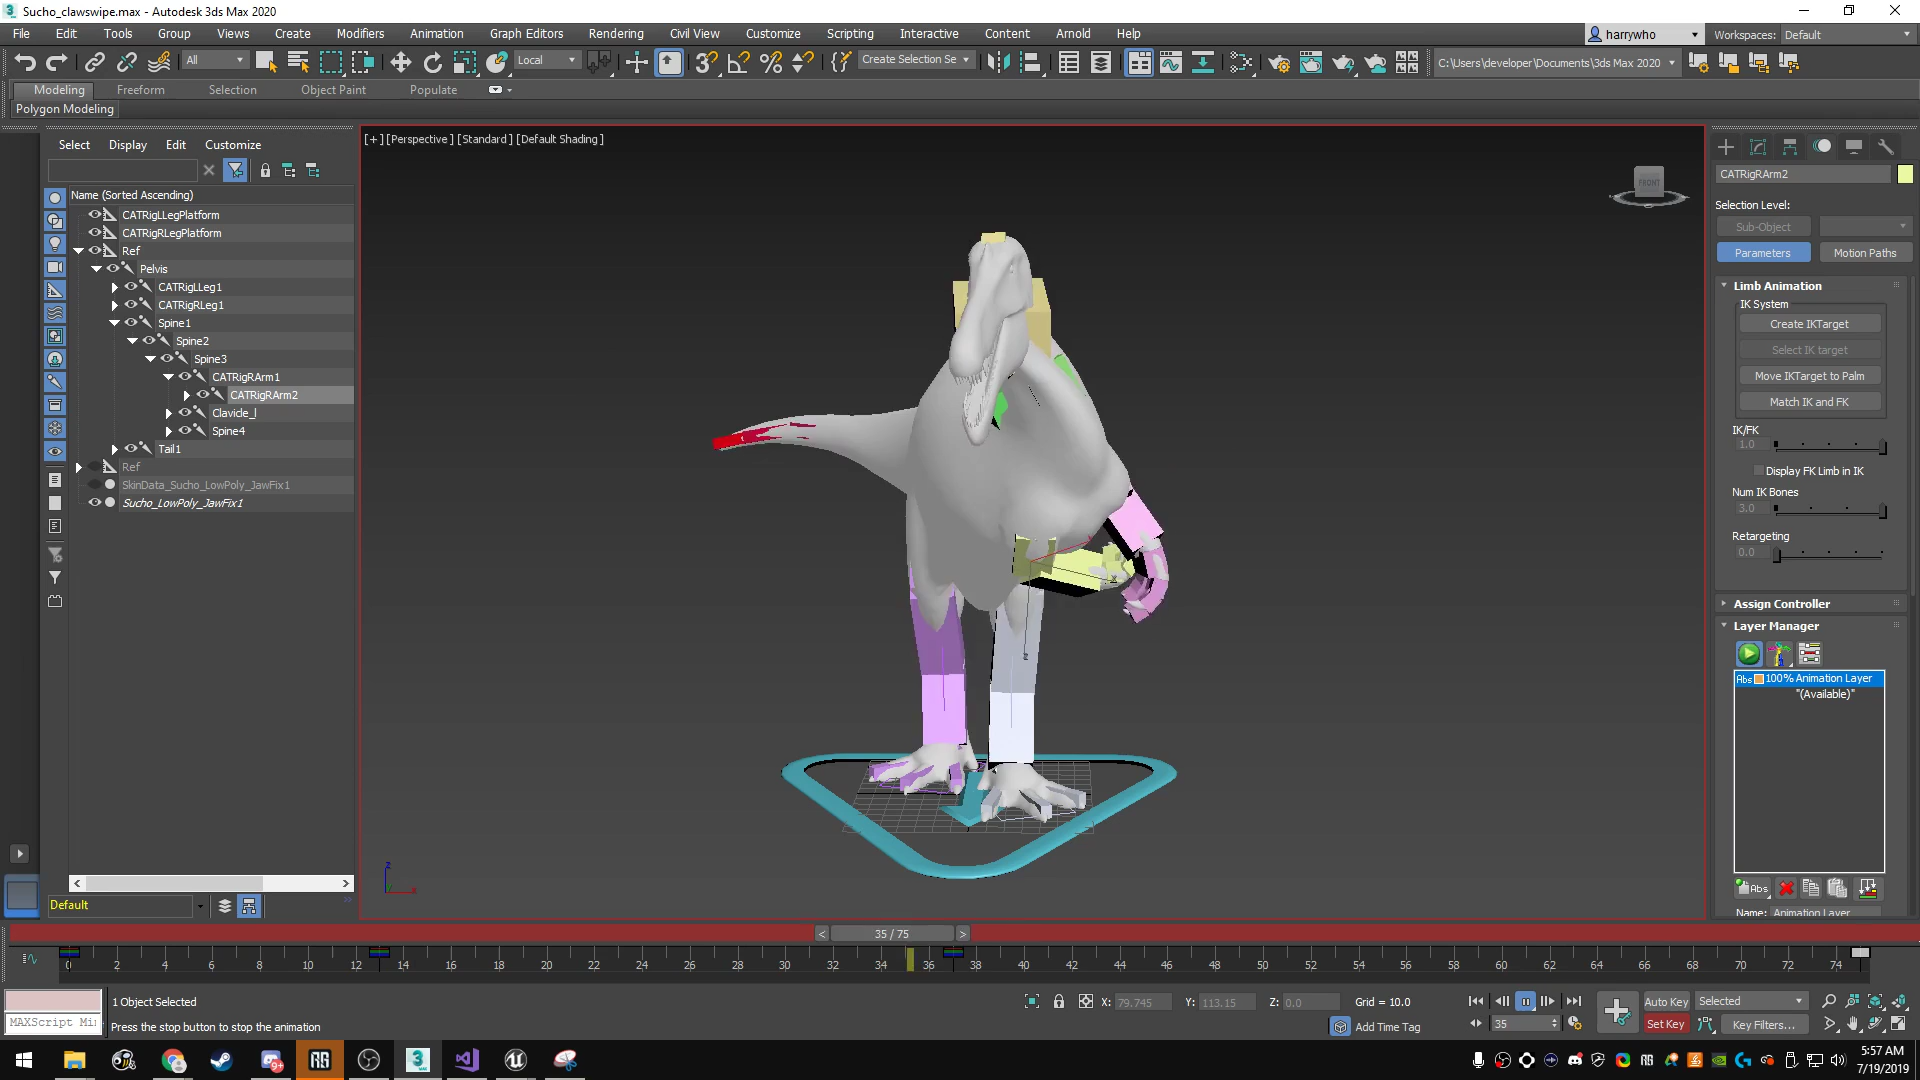 Sucho_clawswipe.max - Autodesk 3ds Max 2020
File Edit Tools Group Views Create Modifiers Animation Graph Editors Rendering Civil View Customize Scripting Interactive Content Arnold Help harrywho Workspaces: Default
All Local Create Selection Se C:\Users\developer\Documents\3ds Max 2020
Modeling Freeform Selection Object Paint Populate
Polygon Modeling
Select Display Edit Customize
[+] [Perspective] [Standard] [Default Shading]
FRONT
CATRigRArm2
Name (Sorted Ascending)
CATRigLLegPlatform
CATRigRLegPlatform
Ref
Pelvis
CATRigLLeg1
CATRigRLeg1
Spine1
Spine2
Spine3
CATRigRArm1
CATRigRArm2
Clavicle_l
Spine4
Tail1
Ref
SkinData_Sucho_LowPoly_JawFix1
Sucho_LowPoly_JawFix1
Selection Level:
Sub-Object
Parameters Motion Paths
Limb Animation
IK System
Create IKTarget
Select IK target
Move IKTarget to Palm
Match IK and FK
IK/FK
1.0
Display FK Limb in IK
Num IK Bones
3.0
Retargeting
0.0
Assign Controller
Layer Manager
Abs 100% Animation Layer
"(Available)"
Abs
Name: Animation Layer
Default
< 35 / 75 >
0 2 4 6 8 10 12 14 16 18 20 22 24 26 28 30 32 34 36 38 40 42 44 46 48 50 52 54 56 58 60 62 64 66 68 70 72 74
1 Object Selected X: 79.745 Y: 113.15 Z: 0.0 Grid = 10.0 Auto Key Selected
MAXScript Mi Press the stop button to stop the animation Add Time Tag 35 Set Key Key Filters...
5:57 AM
7/19/2019